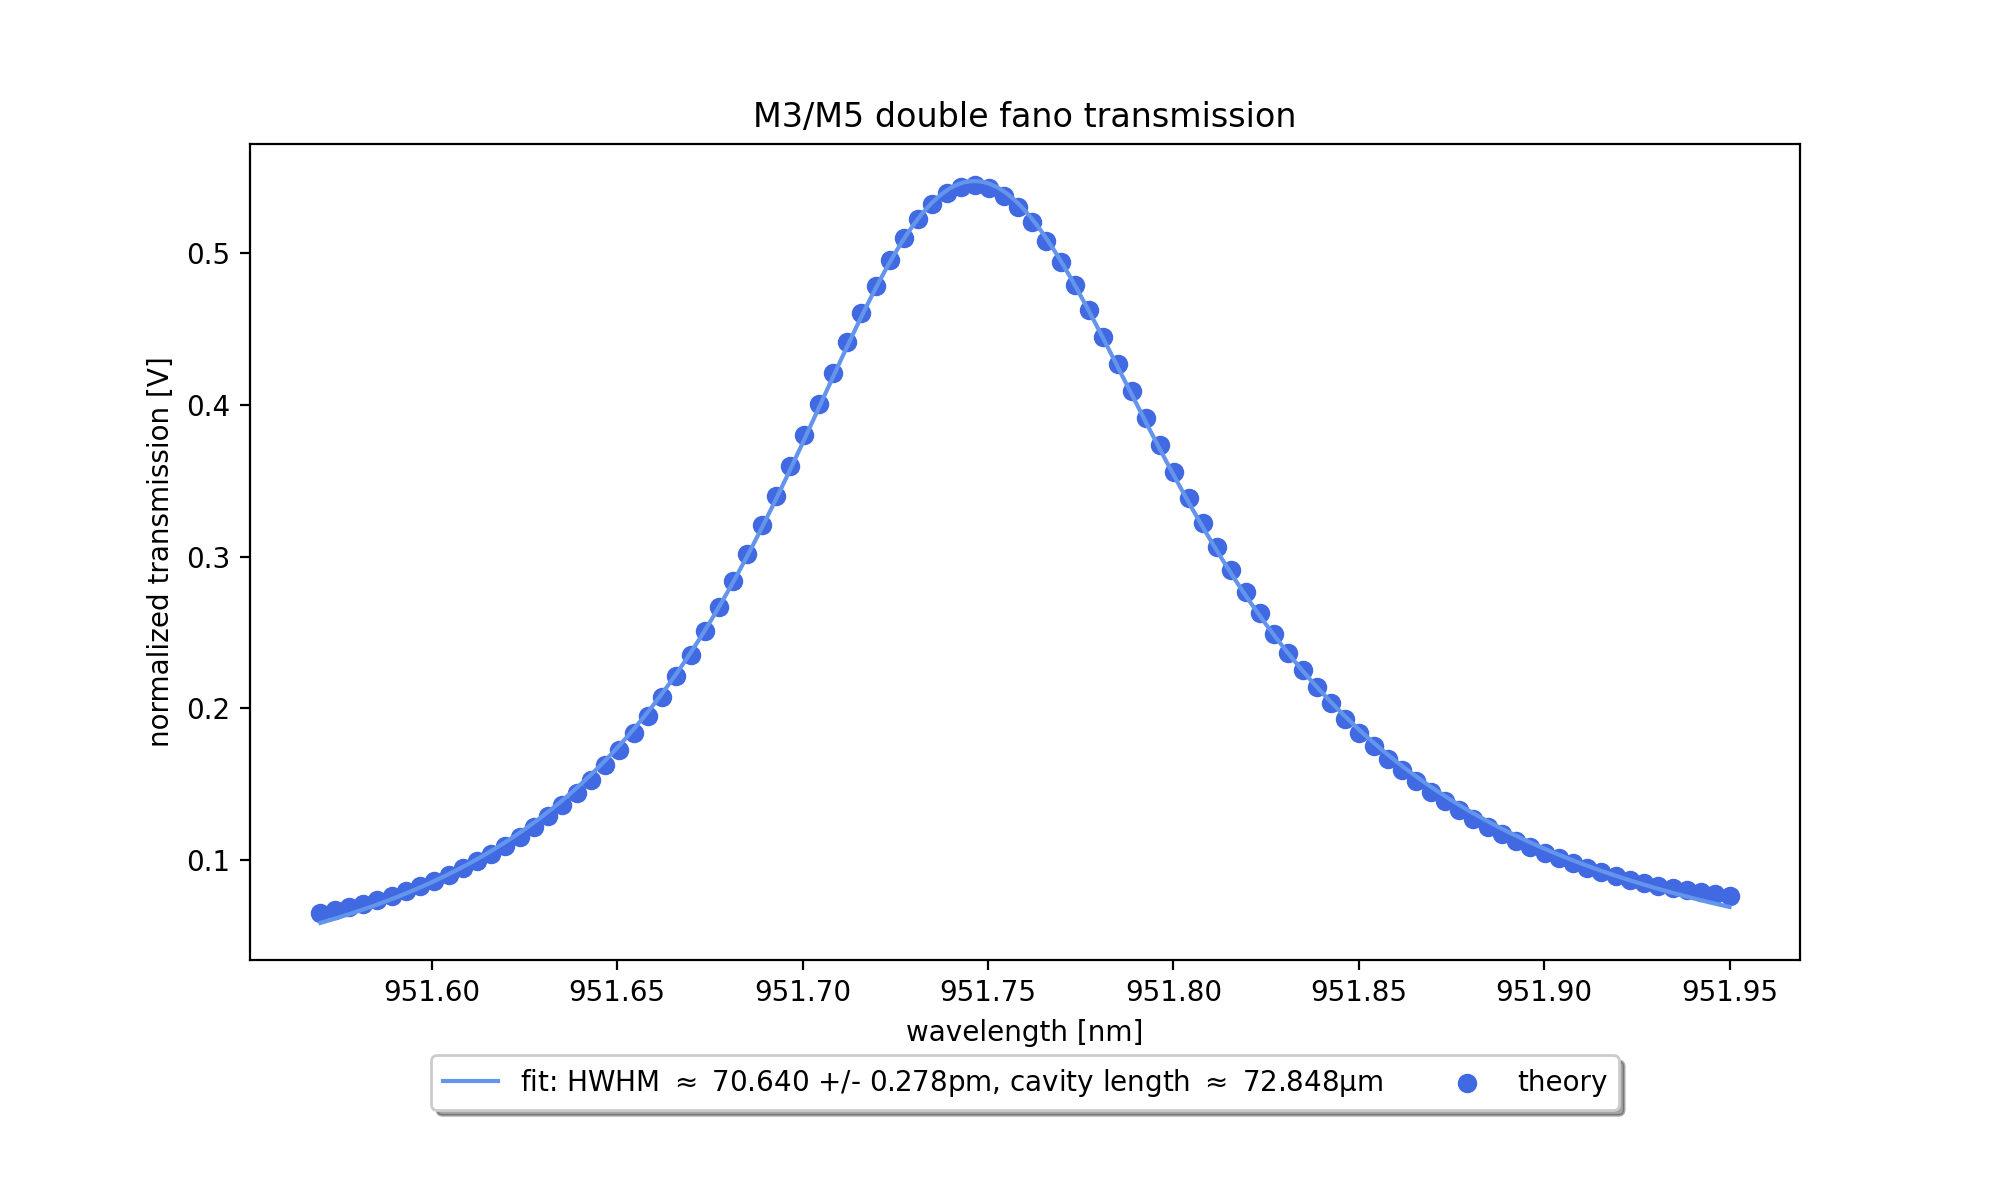 M3/M5 double fano transmission
normalized transmission [V]
0.5
0.4
0.3
0.2
0.1
951.60 951.65 951.70 951.75 951.80 951.85 951.90 951.95
wavelength [nm]
fit: HWHM ≈ 70.640 +/- 0.278pm, cavity length ≈ 72.848μm theory